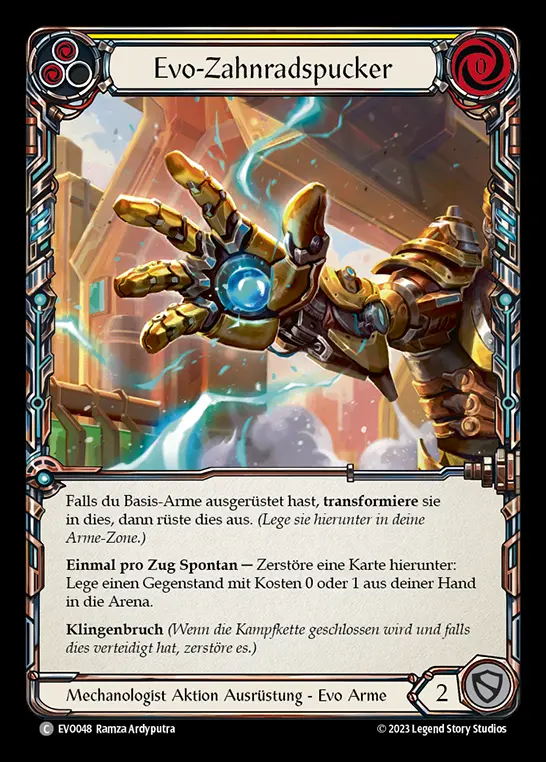 Evo-Zahnradspucker
0
Falls du Basis-Arme ausgerüstet hast, transformiere sie
in dies, dann rüste dies aus. (Lege sie hierunter in deine
Arme-Zone.)
Einmal pro Zug Spontan — Zerstöre eine Karte hierunter:
Lege einen Gegenstand mit Kosten 0 oder 1 aus deiner Hand
in die Arena.
Klingenbruch (Wenn die Kampfkette geschlossen wird und falls
dies verteidigt hat, zerstöre es.)
Mechanologist Aktion Ausrüstung - Evo Arme
2
C EVO048 Ramza Ardyputra
© 2023 Legend Story Studios